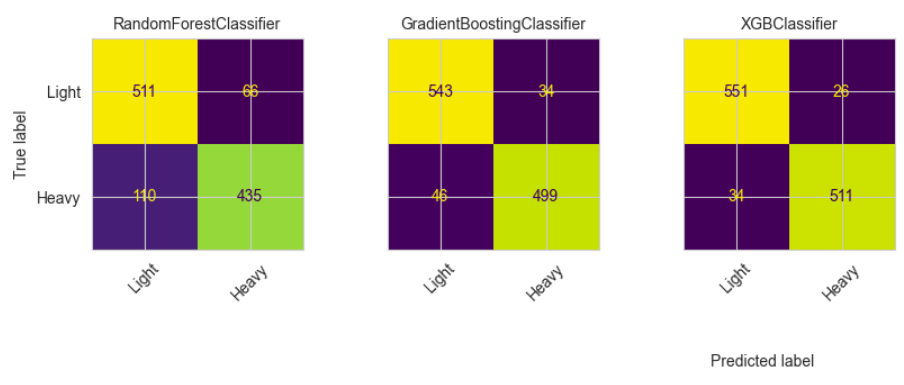 RandomForestClassifier GradientBoostingClassifier XGBClassifier
True label
Light 511 66 543 34 551 26
Heavy 110 435 46 499 34 511
Light Heavy Light Heavy Light Heavy
Predicted label